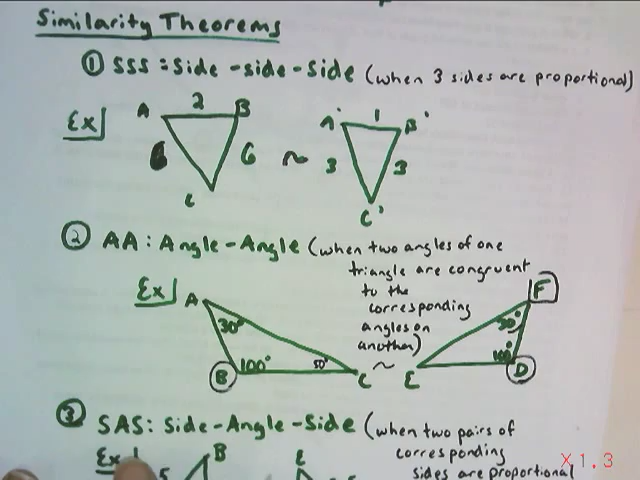 Similarity Theorems
① SSS: Side-side-Side (when 3 sides are proportional)
Ex A 2 B A' 1 B'
6 6 ~ 3 3
C C'
② AA: Angle-Angle (when two angles of one
triangle are congruent
to the
corresponding
angles on
another)
Ex A F
30° 30°
100° 50° 100°
B C ~ E D
③ SAS: Side-Angle-Side (when two pairs of
corresponding
sides are proportional
Ex B E
5
X1.3